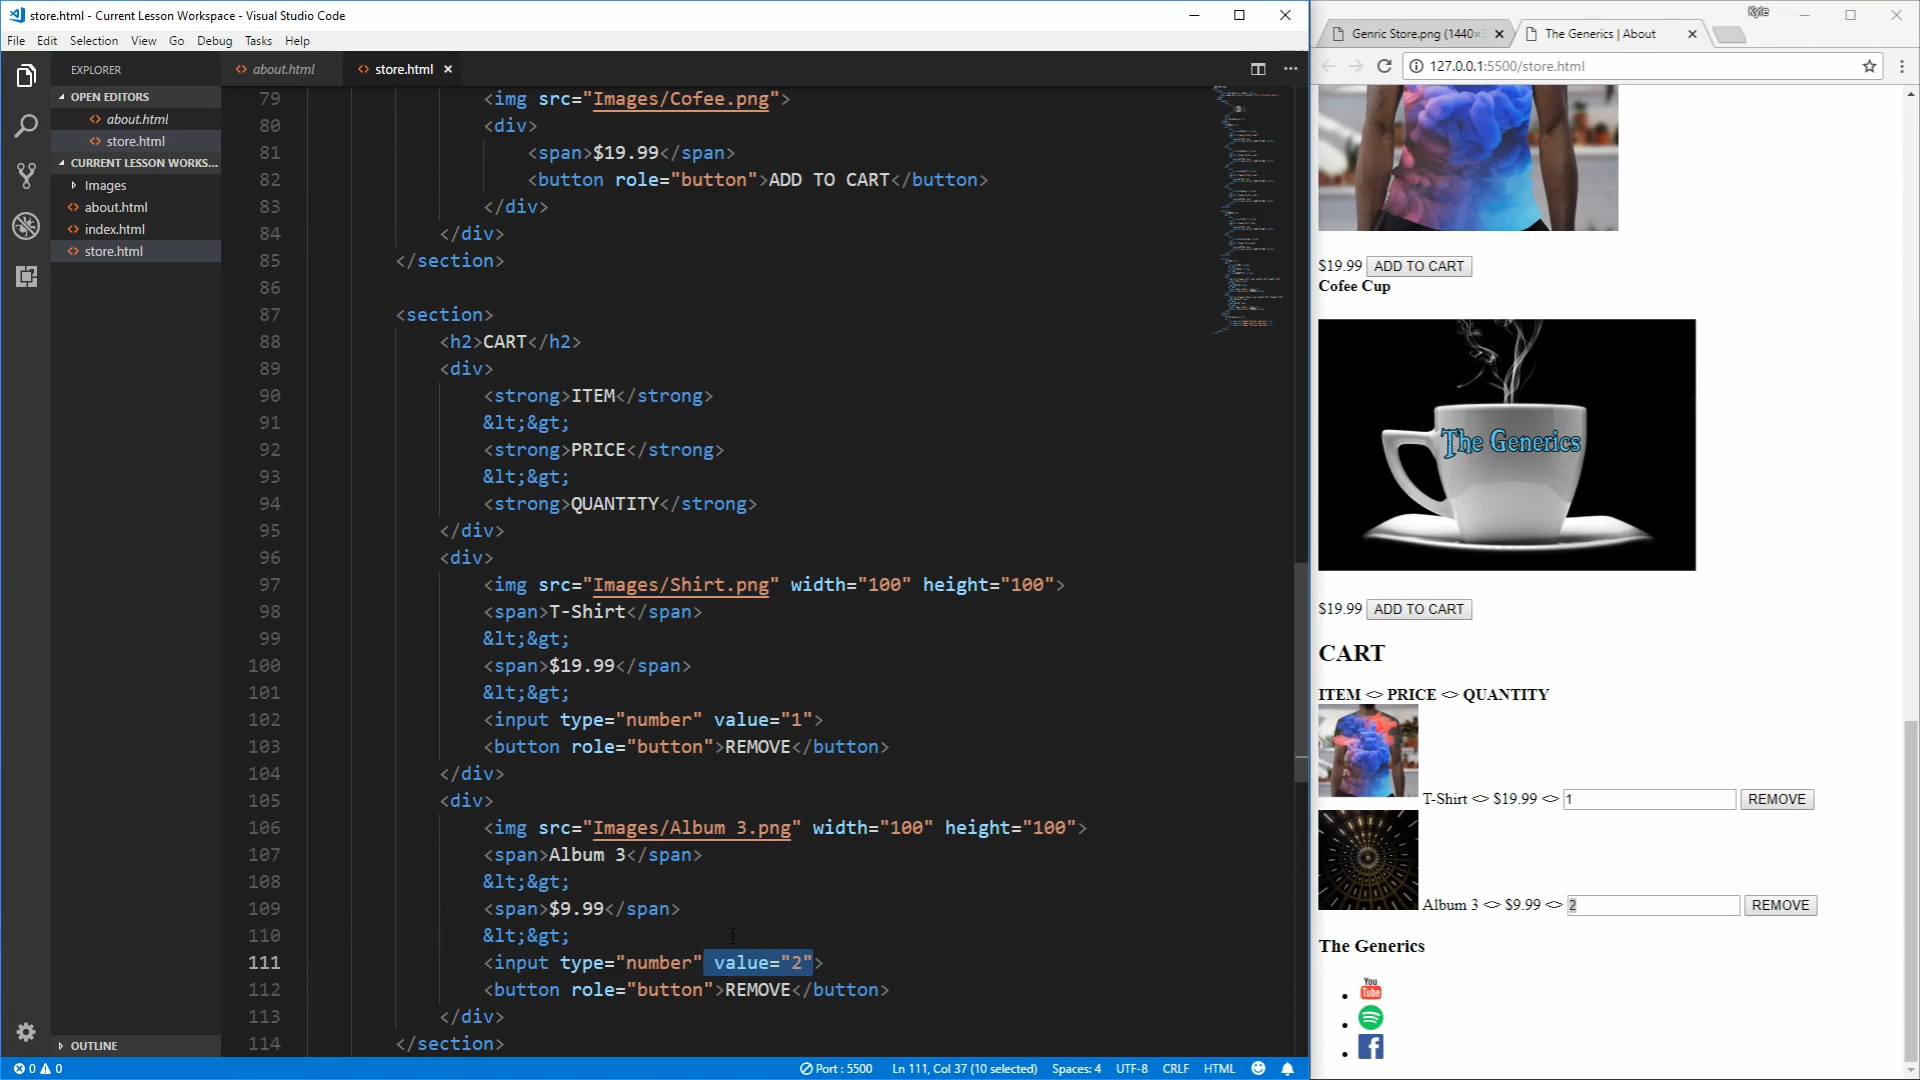 store.html - Current Lesson Workspace - Visual Studio Code
File Edit Selection View Go Debug Tasks Help
EXPLORER
OPEN EDITORS
about.html
store.html
CURRENT LESSON WORKS...
Images
about.html
index.html
store.html
OUTLINE
about.html
store.html
79 <img src="Images/Cofee.png">
80 <div>
81 <span>$19.99</span>
82 <button role="button">ADD TO CART</button>
83 </div>
84 </div>
85 </section>
86
87 <section>
88 <h2>CART</h2>
89 <div>
90 <strong>ITEM</strong>
91 &lt;&gt;
92 <strong>PRICE</strong>
93 &lt;&gt;
94 <strong>QUANTITY</strong>
95 </div>
96 <div>
97 <img src="Images/Shirt.png" width="100" height="100">
98 <span>T-Shirt</span>
99 &lt;&gt;
100 <span>$19.99</span>
101 &lt;&gt;
102 <input type="number" value="1">
103 <button role="button">REMOVE</button>
104 </div>
105 <div>
106 <img src="Images/Album 3.png" width="100" height="100">
107 <span>Album 3</span>
108 &lt;&gt;
109 <span>$9.99</span>
110 &lt;&gt;
111 <input type="number" value="2">
112 <button role="button">REMOVE</button>
113 </div>
114 </section>
0 0
Port : 5500 Ln 111, Col 37 (10 selected) Spaces: 4 UTF-8 CRLF HTML
Kyle
Genric Store.png (1440×
The Generics | About
127.0.0.1:5500/store.html
$19.99 ADD TO CART
Cofee Cup
The Generics
$19.99 ADD TO CART
CART
ITEM <> PRICE <> QUANTITY
T-Shirt <> $19.99 <> 1 REMOVE
Album 3 <> $9.99 <> 2 REMOVE
The Generics
You
Tube